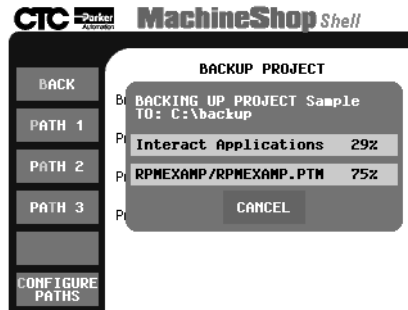 CTC Parker Automation MachineShop Shell
BACKUP PROJECT
BACK
BACKING UP PROJECT Sample
TO: C:\backup
PATH 1
Interact Applications 29%
PATH 2
RPMEXAMP/RPMEXAMP.PTM 75%
PATH 3
CANCEL
CONFIGURE
PATHS